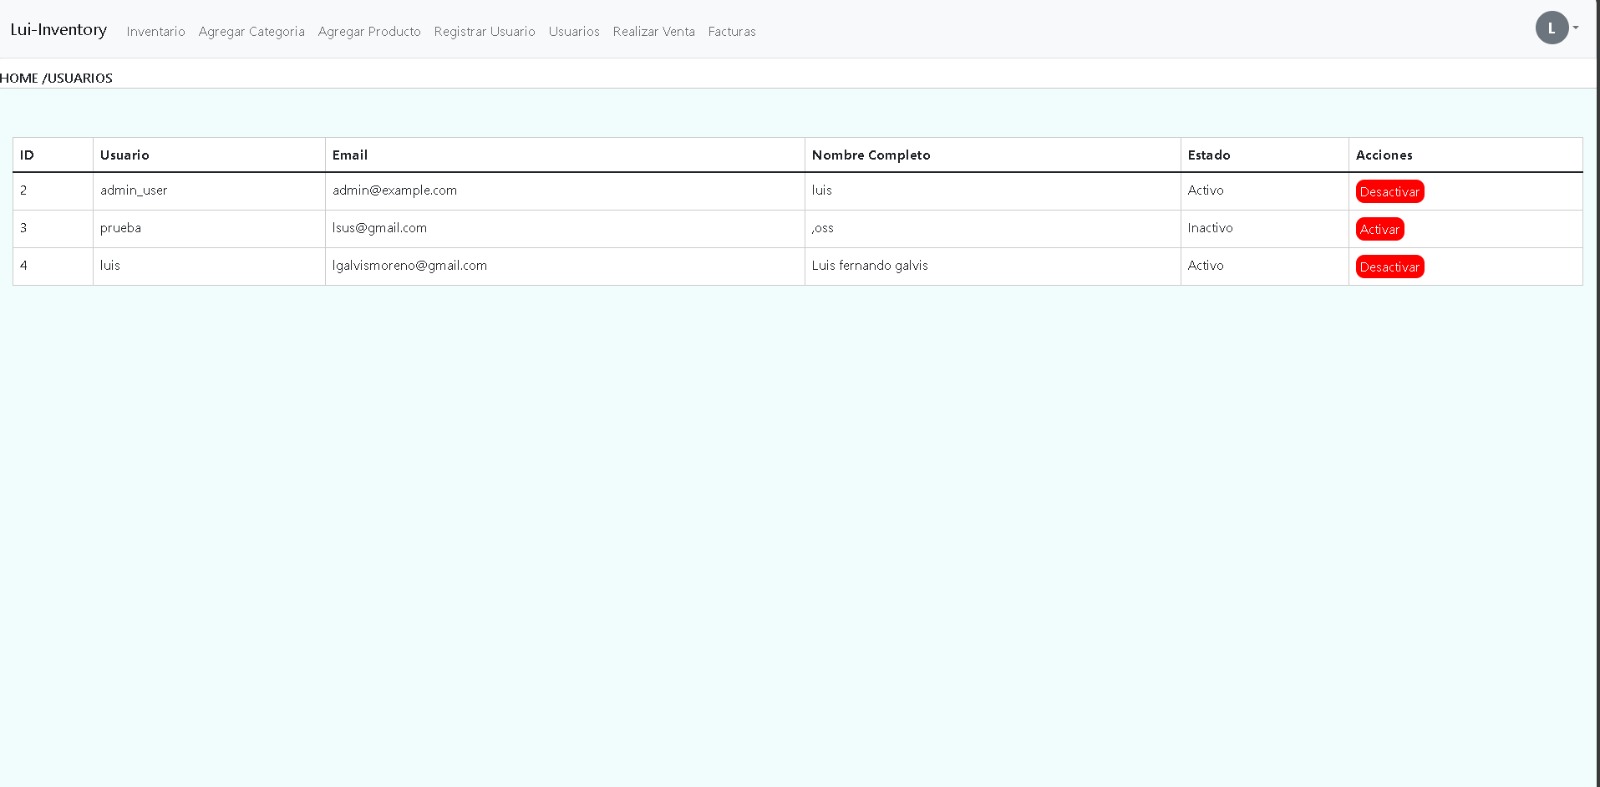 Lui-Inventory Inventario Agregar Categoria Agregar Producto Registrar Usuario Usuarios Realizar Venta Facturas L
HOME /USUARIOS
ID Usuario Email Nombre Completo Estado Acciones
2 admin_user admin@example.com luis Activo Desactivar
3 prueba lsus@gmail.com ,oss Inactivo Activar
4 luis lgalvismoreno@gmail.com Luis fernando galvis Activo Desactivar